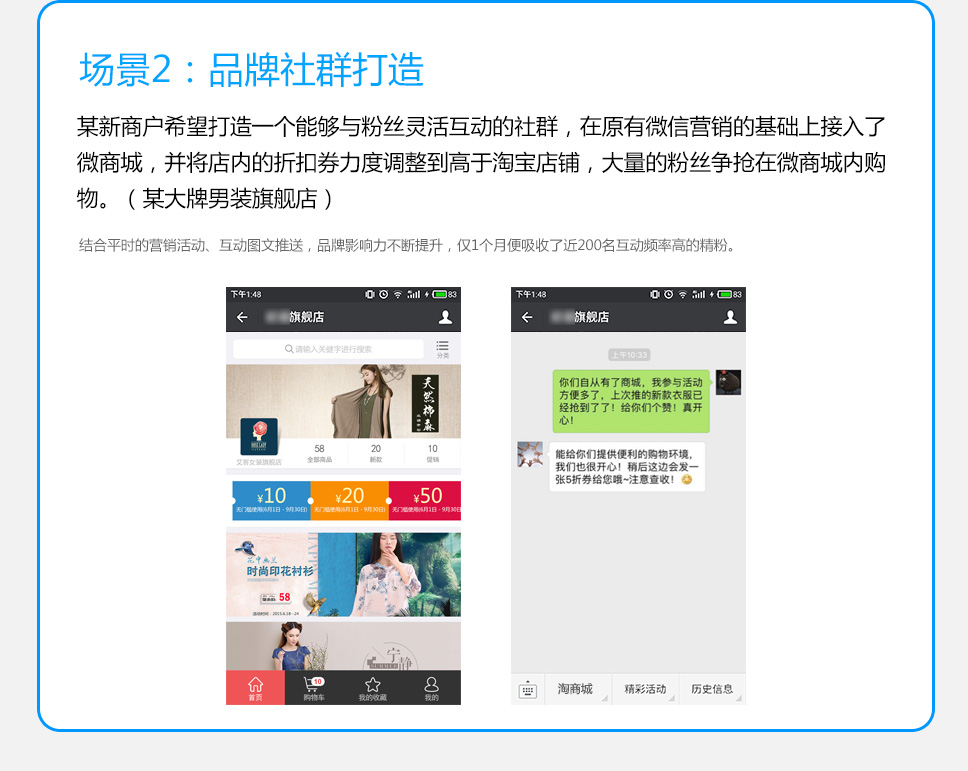 场景2：品牌社群打造
某新商户希望打造一个能够与粉丝灵活互动的社群，在原有微信营销的基础上接入了
微商城，并将店内的折扣券力度调整到高于淘宝店铺，大量的粉丝争抢在微商城内购
物。（某大牌男装旗舰店）
结合平时的营销活动、互动图文推送，品牌影响力不断提升，仅1个月便吸收了近200名互动频率高的精粉。
下午1:48
83
旗舰店
请输入关键字进行搜索
分类
天然棉森
艾客女装旗舰店
58
全部商品
20
新款
10
促销
¥10
无门槛使用(6月1日 - 9月30日)
¥20
无门槛使用(6月1日 - 9月30日)
¥50
无门槛使用(6月1日 - 9月30日
花中幽兰
时尚印花衬衫
58
活动时间：2015.6.18－24
宁静
SUMMER
首页
10
购物车
我的收藏
我的
下午1:48
83
旗舰店
上午10:33
你们自从有了商城，我参与活动
方便多了，上次推的新款衣服已
经抢到了了！给你们个赞！真开
心！
能给你们提供便利的购物环境，
我们也很开心！稍后这边会发一
张5折券给您哦~注意查收！
淘商城
精彩活动
历史信息